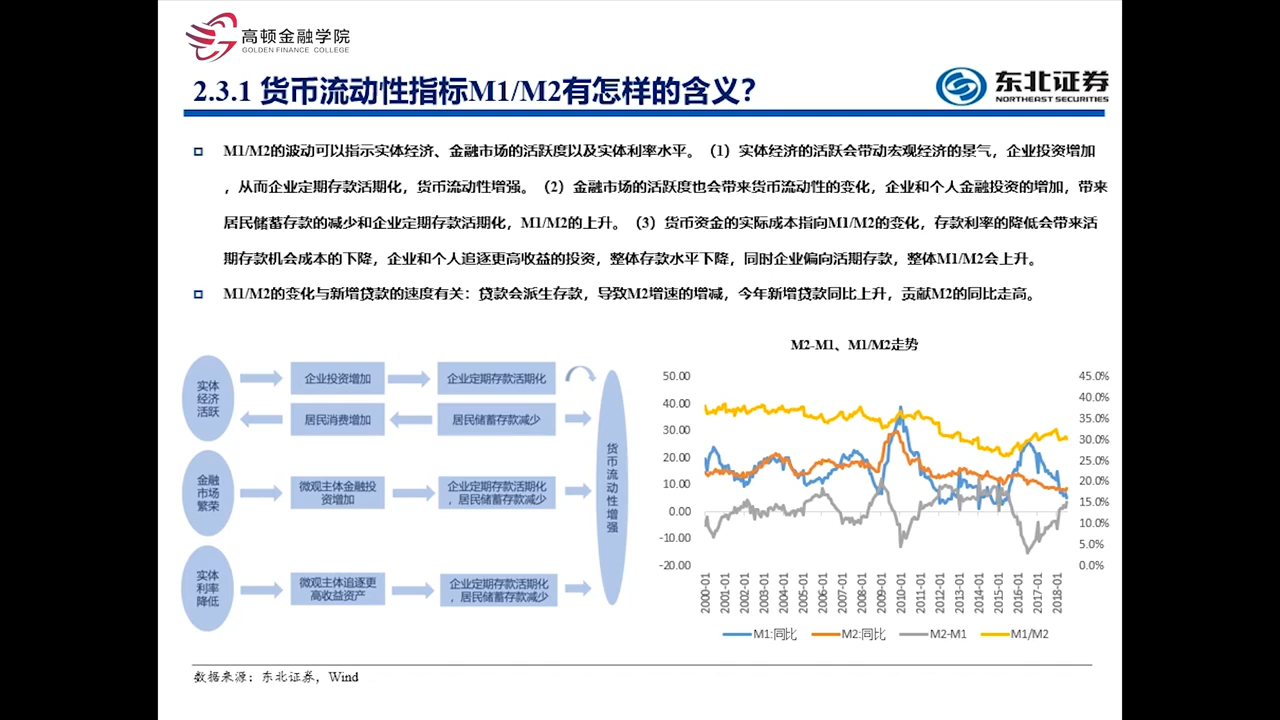 高顿金融学院
GOLDEN FINANCE COLLEGE
2.3.1 货币流动性指标M1/M2有怎样的含义？
东北证券
NORTHEAST SECURITIES
M1/M2的波动可以指示实体经济、金融市场的活跃度以及实体利率水平。（1）实体经济的活跃会带动宏观经济的景气，企业投资增加
，从而企业定期存款活期化，货币流动性增强。（2）金融市场的活跃度也会带来货币流动性的变化，企业和个人金融投资的增加，带来
居民储蓄存款的减少和企业定期存款活期化，M1/M2的上升。（3）货币资金的实际成本指向M1/M2的变化，存款利率的降低会带来活
期存款机会成本的下降，企业和个人追逐更高收益的投资，整体存款水平下降，同时企业偏向活期存款，整体M1/M2会上升。
M1/M2的变化与新增贷款的速度有关：贷款会派生存款，导致M2增速的增减，今年新增贷款同比上升，贡献M2的同比走高。
实体
经济
活跃
企业投资增加
企业定期存款活期化
居民消费增加
居民储蓄存款减少
金融
市场
繁荣
微观主体金融投
资增加
企业定期存款活期化
，居民储蓄存款减少
实体
利率
降低
微观主体追逐更
高收益资产
企业定期存款活期化
，居民储蓄存款减少
货币流动性增强
M2-M1、M1/M2走势
50.00
40.00
30.00
20.00
10.00
0.00
-10.00
-20.00
45.0%
40.0%
35.0%
30.0%
25.0%
20.0%
15.0%
10.0%
5.0%
0.0%
2000-01
2001-01
2002-01
2003-01
2004-01
2005-01
2006-01
2007-01
2008-01
2009-01
2010-01
2011-01
2012-01
2013-01
2014-01
2015-01
2016-01
2017-01
2018-01
M1:同比
M2:同比
M2-M1
M1/M2
数据来源：东北证券，Wind